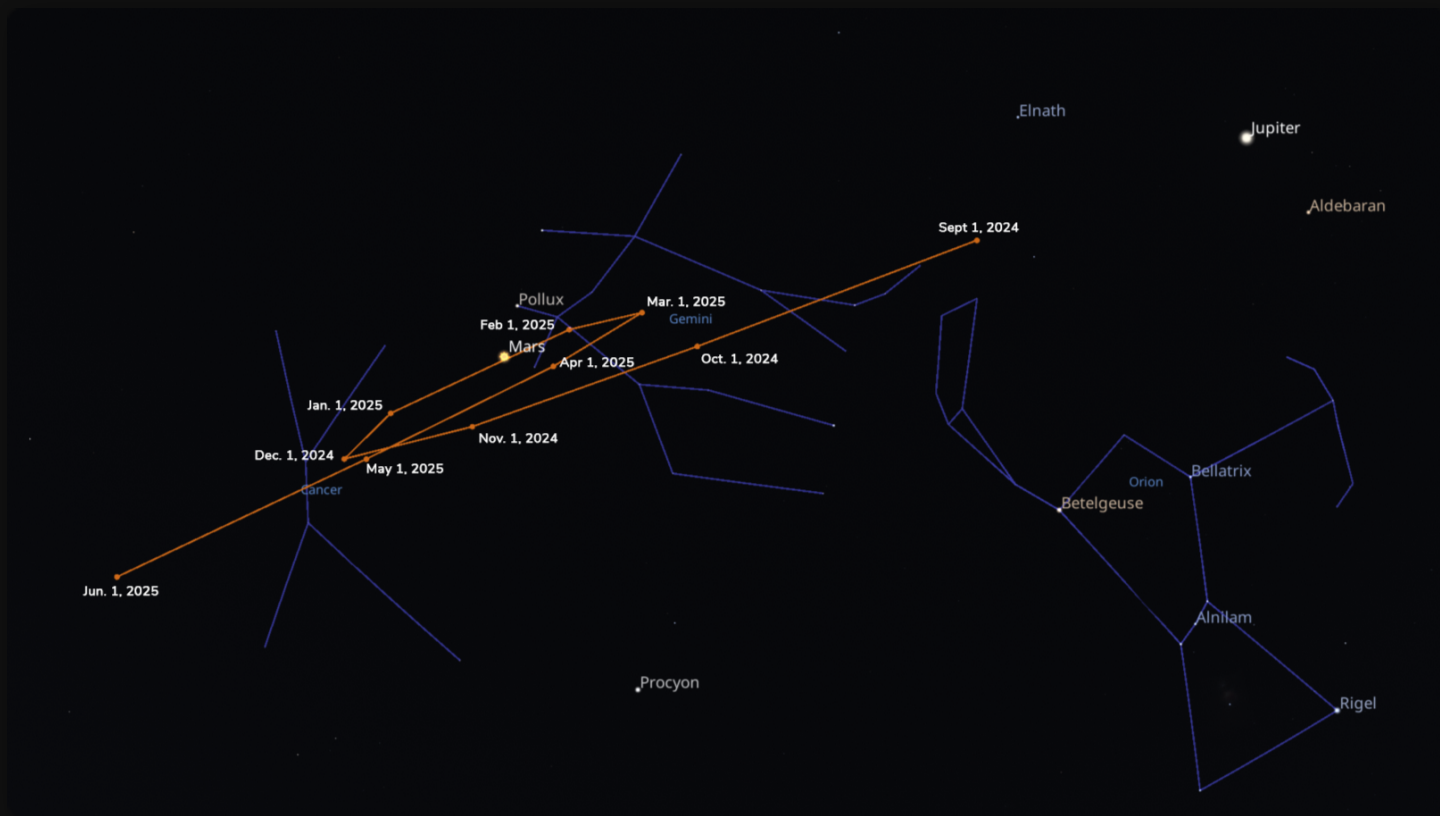 Elnath
Jupiter
Aldebaran
Sept 1, 2024
Pollux
Mar. 1, 2025
Gemini
Feb 1, 2025
Mars
Oct. 1, 2024
Apr 1, 2025
Jan. 1, 2025
Nov. 1, 2024
Dec. 1, 2024
May 1, 2025
Cancer
Bellatrix
Orion
Betelgeuse
Jun. 1, 2025
Alnilam
Procyon
Rigel